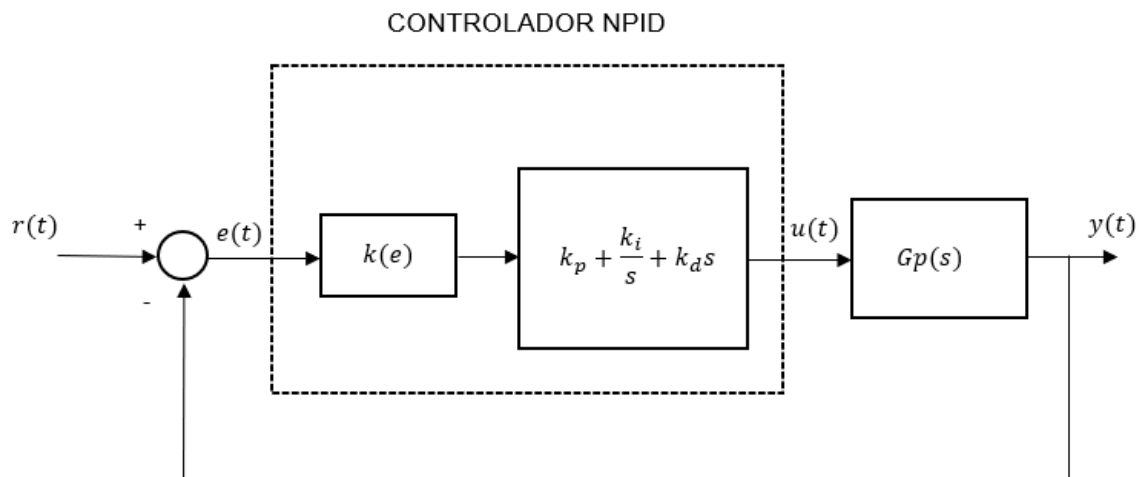 CONTROLADOR NPID
r(t)
+
-
e(t)
k(e)
k_p + k_i/s + k_d s
u(t)
Gp(s)
y(t)